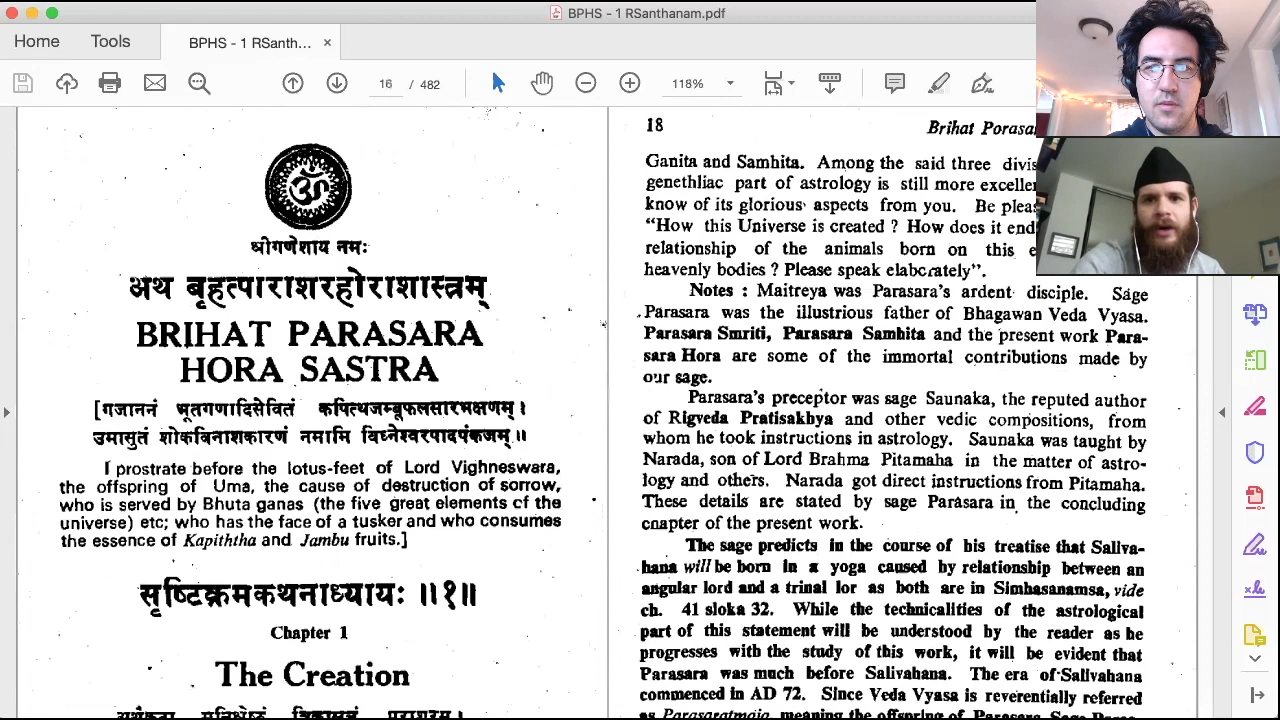 BPHS - 1 RSanthanam.pdf
Home
Tools
BPHS - 1 RSanth... ×
16 / 482
118%
ॐ
श्रीगणेशाय नमः
अथ बृहत्पाराशरहोराशास्त्रम्
BRIHAT PARASARA
HORA SASTRA
[गजाननं भूतगणादिसेवितं कपित्थजम्बूफलसारभक्षणम्।
उमासुतं शोकविनाशकारणं नमामि विघ्नेश्वरपादपंकजम्॥
I prostrate before the lotus-feet of Lord Vighneswara,
the offspring of Uma, the cause of destruction of sorrow,
who is served by Bhuta ganas (the five great elements of the
universe) etc; who has the face of a tusker and who consumes
the essence of Kapiththa and Jambu fruits.]
सृष्टिक्रमकथनाध्यायः ॥१॥
Chapter 1
The Creation
18
Brihat Porasa
Ganita and Samhita. Among the said three divis
genethliac part of astrology is still more excelle
know of its glorious aspects from you. Be plea
"How this Universe is created ? How does it end
relationship of the animals born on this e
heavenly bodies ? Please speak elaborately".
Notes : Maitreya was Parasara's ardent disciple. Sage
Parasara was the illustrious father of Bhagawan Veda Vyasa.
Parasara Smriti, Parasara Samhita and the present work Para-
sara Hora are some of the immortal contributions made by
our sage.
Parasara's preceptor was sage Saunaka, the reputed author
of Rigveda Pratisakhya and other vedic compositions, from
whom he took instructions in astrology. Saunaka was taught by
Narada, son of Lord Brahma Pitamaha in the matter of astro-
logy and others. Narada got direct instructions from Pitamaha.
These details are stated by sage Parasara in the concluding
chapter of the present work.
The sage predicts in the course of his treatise that Saliva-
hana will be born in a yoga caused by relationship between an
angular lord and a trinal lor as both are in Simhasanamsa, vide
ch. 41 sloka 32. While the technicalities of the astrological
part of this statement will be understood by the reader as he
progresses with the study of this work, it will be evident that
Parasara was much before Salivahana. The era of Salivahana
commenced in AD 72. Since Veda Vyasa is reverentially referred